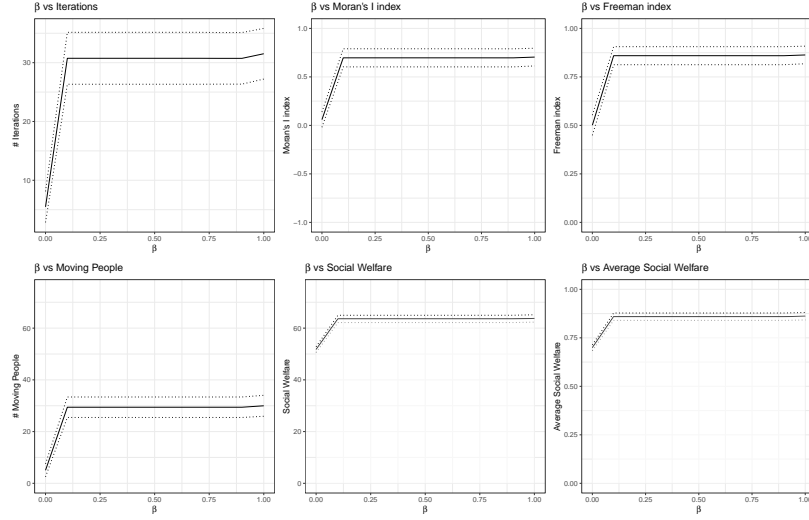 β vs Iterations
# Iterations
30
20
10
0.00 0.25 0.50 0.75 1.00
β
β vs Moran's I index
Moran's I index
1.0
0.5
0.0
−0.5
−1.0
0.00 0.25 0.50 0.75 1.00
β
β vs Freeman index
Freeman index
1.00
0.75
0.50
0.25
0.00
0.00 0.25 0.50 0.75 1.00
β
β vs Moving People
# Moving People
60
40
20
0
0.00 0.25 0.50 0.75 1.00
β
β vs Social Welfare
Social Welfare
60
40
20
0
0.00 0.25 0.50 0.75 1.00
β
β vs Average Social Welfare
Average Social Welfare
1.00
0.75
0.50
0.25
0.00
0.00 0.25 0.50 0.75 1.00
β